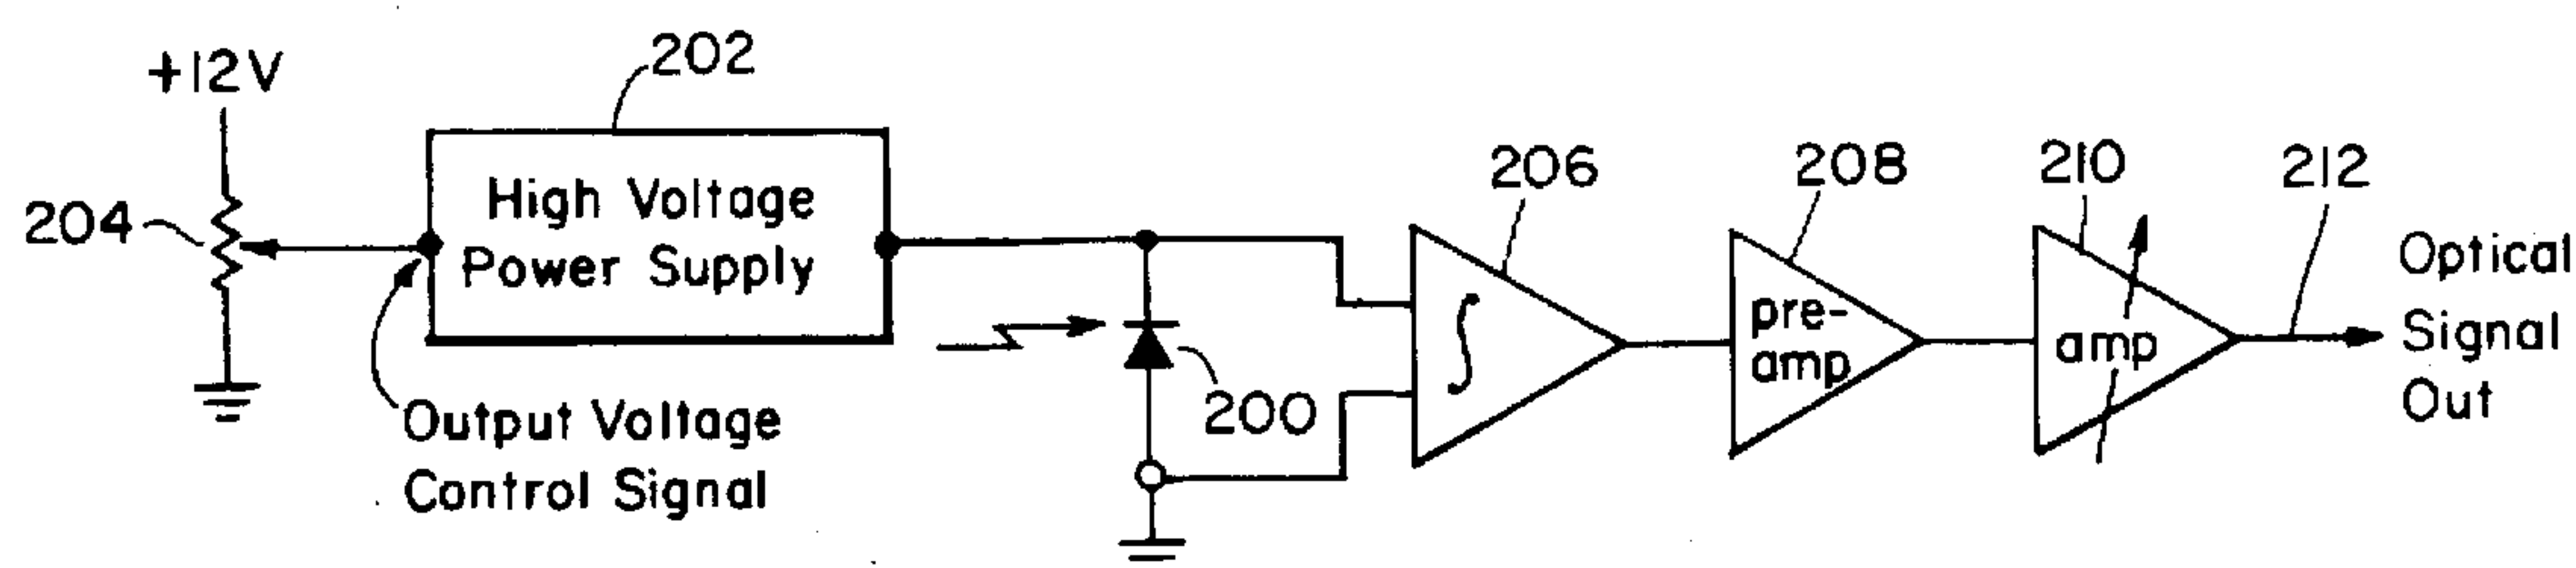 +12V
202
204
High Voltage
Power Supply
Output Voltage
Control Signal
200
206
∫
208
pre-
amp
210
amp
212
Optical
Signal
Out